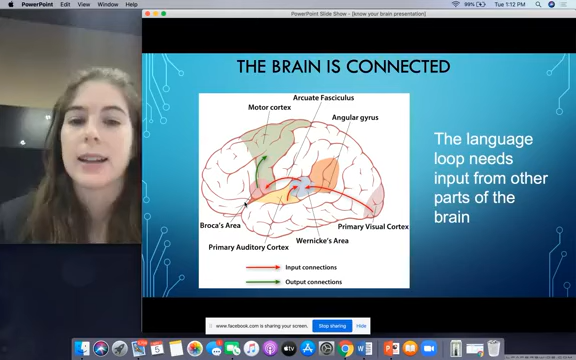 PowerPoint Edit View Window Help
99% Tue 1:12 PM
PowerPoint Slide Show - [know your brain presentation]
THE BRAIN IS CONNECTED
Arcuate Fasciculus
Motor cortex
Angular gyrus
The language
loop needs
input from other
parts of the
brain
Broca's Area
Primary Visual Cortex
Wernicke's Area
Primary Auditory Cortex
Input connections
Output connections
www.facebook.com is sharing your screen. Stop sharing Hide